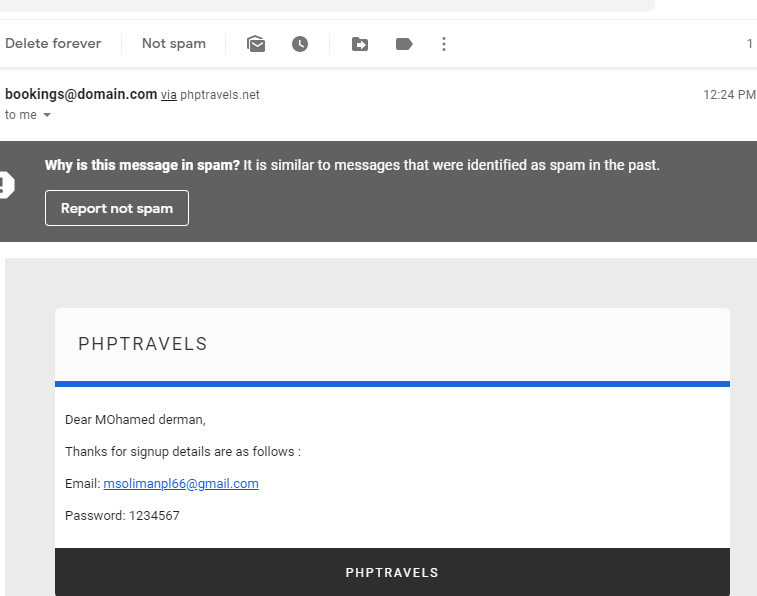 Delete forever
Not spam
1
bookings@domain.com via phptravels.net
12:24 PM
to me
Why is this message in spam? It is similar to messages that were identified as spam in the past.
Report not spam
PHPTRAVELS
Dear MOhamed derman,
Thanks for signup details are as follows :
Email: msolimanpl66@gmail.com
Password: 1234567
PHPTRAVELS